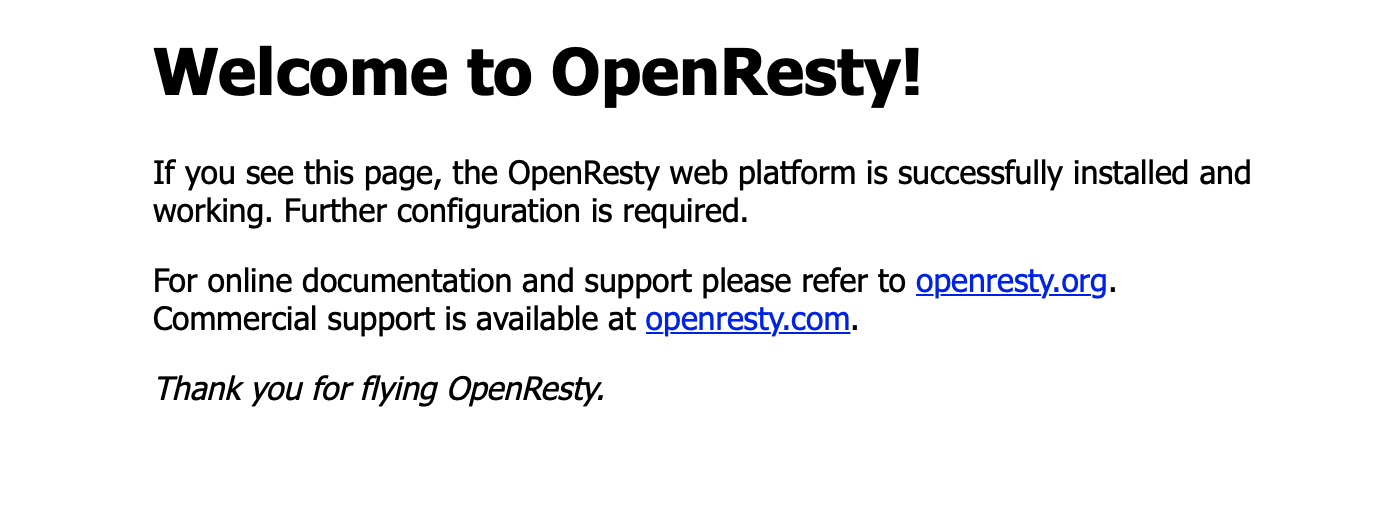 Welcome to OpenResty!
If you see this page, the OpenResty web platform is successfully installed and
working. Further configuration is required.
For online documentation and support please refer to openresty.org.
Commercial support is available at openresty.com.
Thank you for flying OpenResty.